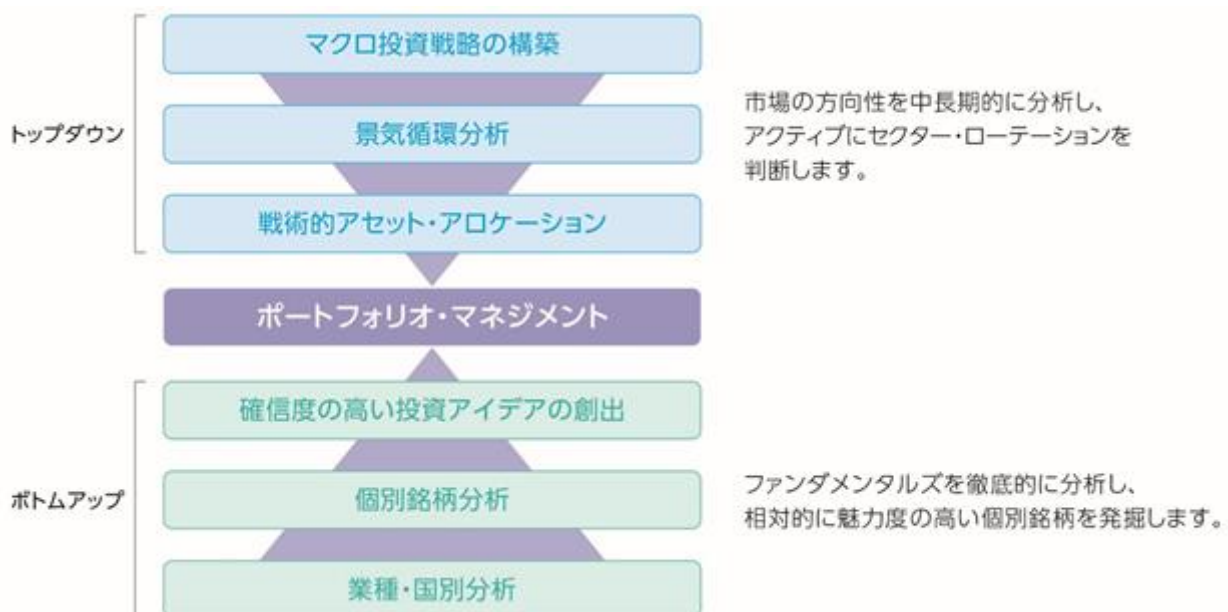 マクロ投資戦略の構築
トップダウン
景気循環分析
戦術的アセット・アロケーション
市場の方向性を中長期的に分析し、
アクティブにセクター・ローテーションを
判断します。
ポートフォリオ・マネジメント
確信度の高い投資アイデアの創出
ボトムアップ
個別銘柄分析
業種・国別分析
ファンダメンタルズを徹底的に分析し、
相対的に魅力度の高い個別銘柄を発掘します。